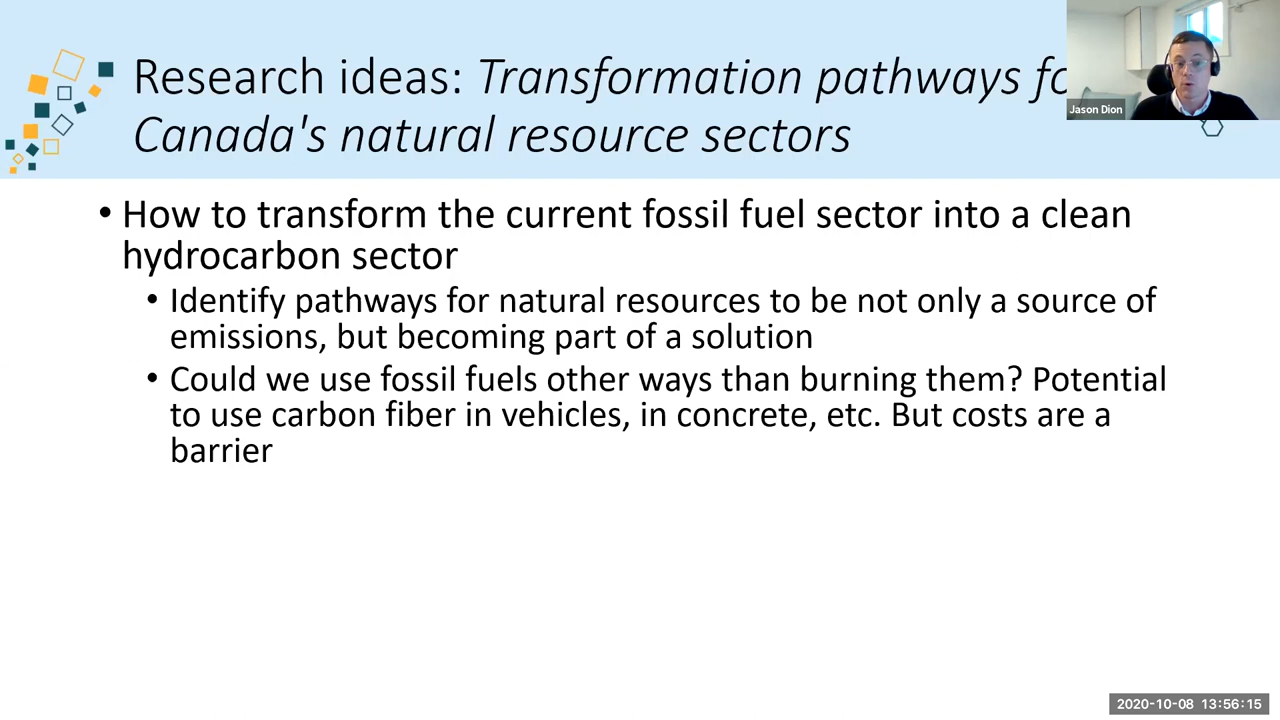 Research ideas: Transformation pathways
Canada's natural resource sectors
Jason Dion
• How to transform the current fossil fuel sector into a clean
hydrocarbon sector
• Identify pathways for natural resources to be not only a source of
emissions, but becoming part of a solution
• Could we use fossil fuels other ways than burning them? Potential
to use carbon fiber in vehicles, in concrete, etc. But costs are a
barrier
2020-10-08 13:56:15